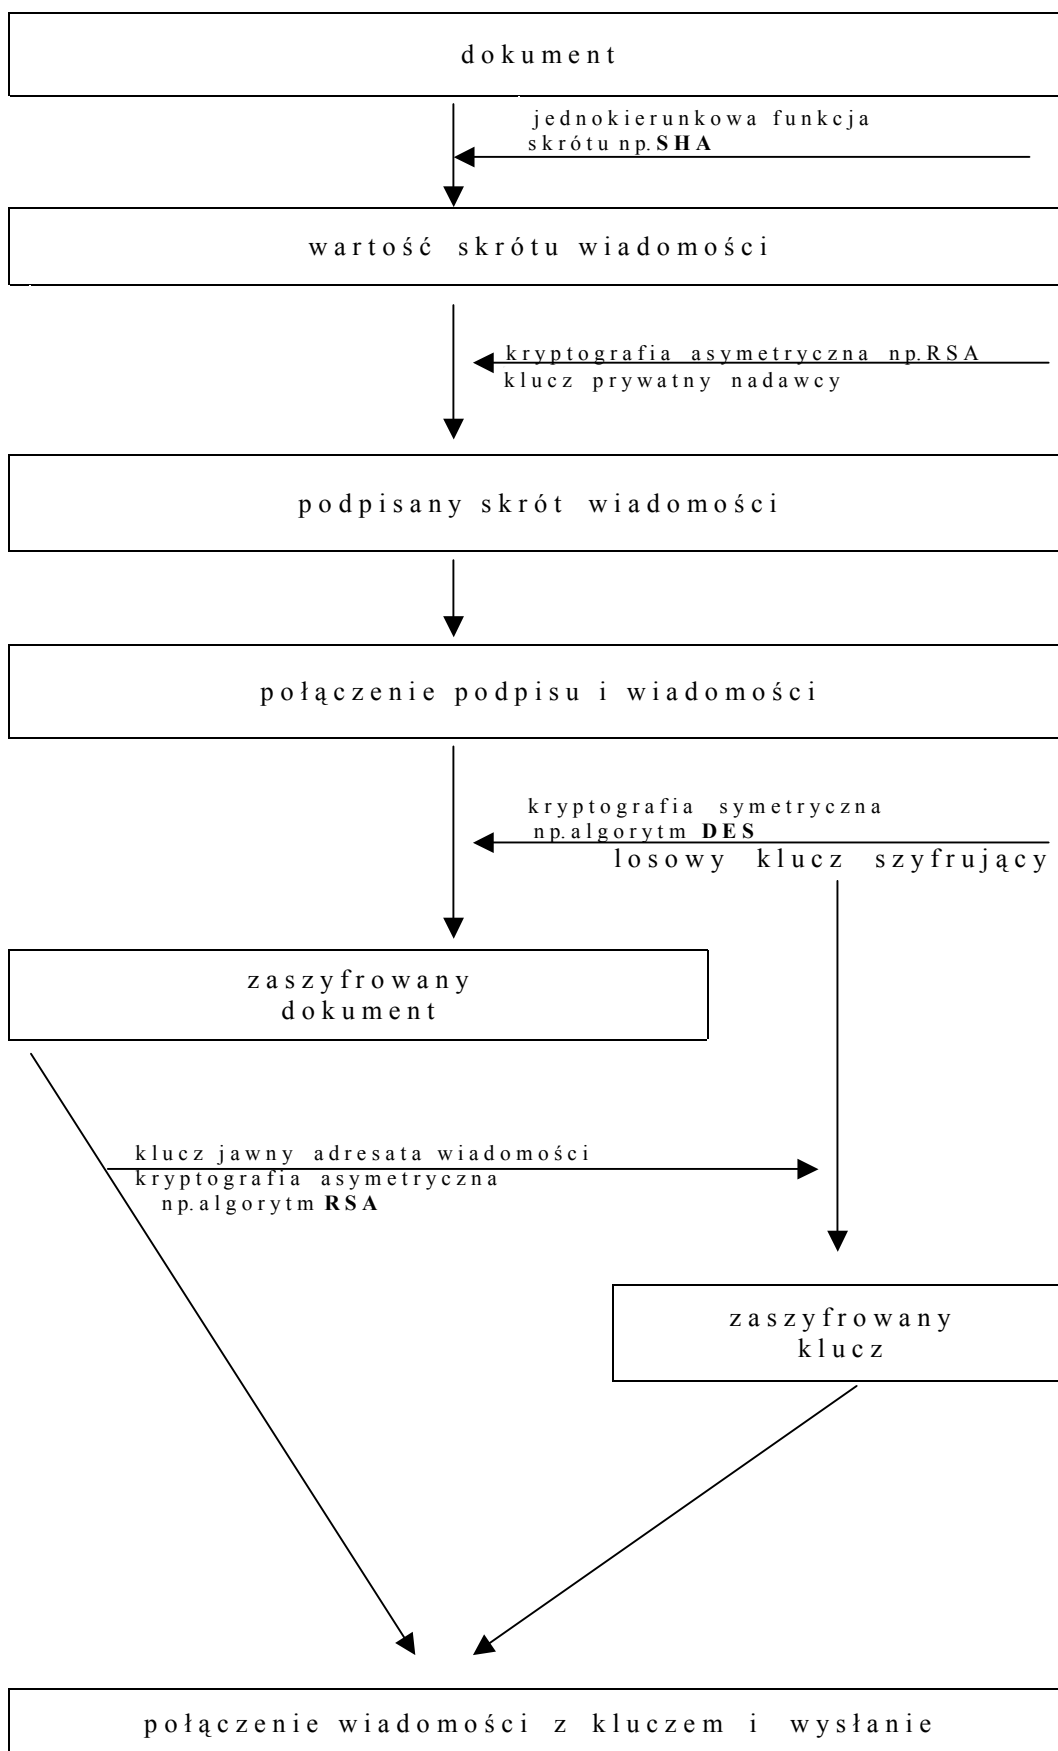 dokument
jednokierunkowa funkcja
skrótu np. SHA
wartość skrótu wiadomości
kryptografia asymetryczna np.RSA
klucz prywatny nadawcy
podpisany skrót wiadomości
połączenie podpisu i wiadomości
kryptografia symetryczna
np.algorytm DES
losowy klucz szyfrujący
zaszyfrowany
dokument
klucz jawny adresata wiadomości
kryptografia asymetryczna
np.algorytm RSA
zaszyfrowany
klucz
połączenie wiadomości z kluczem i wysłanie